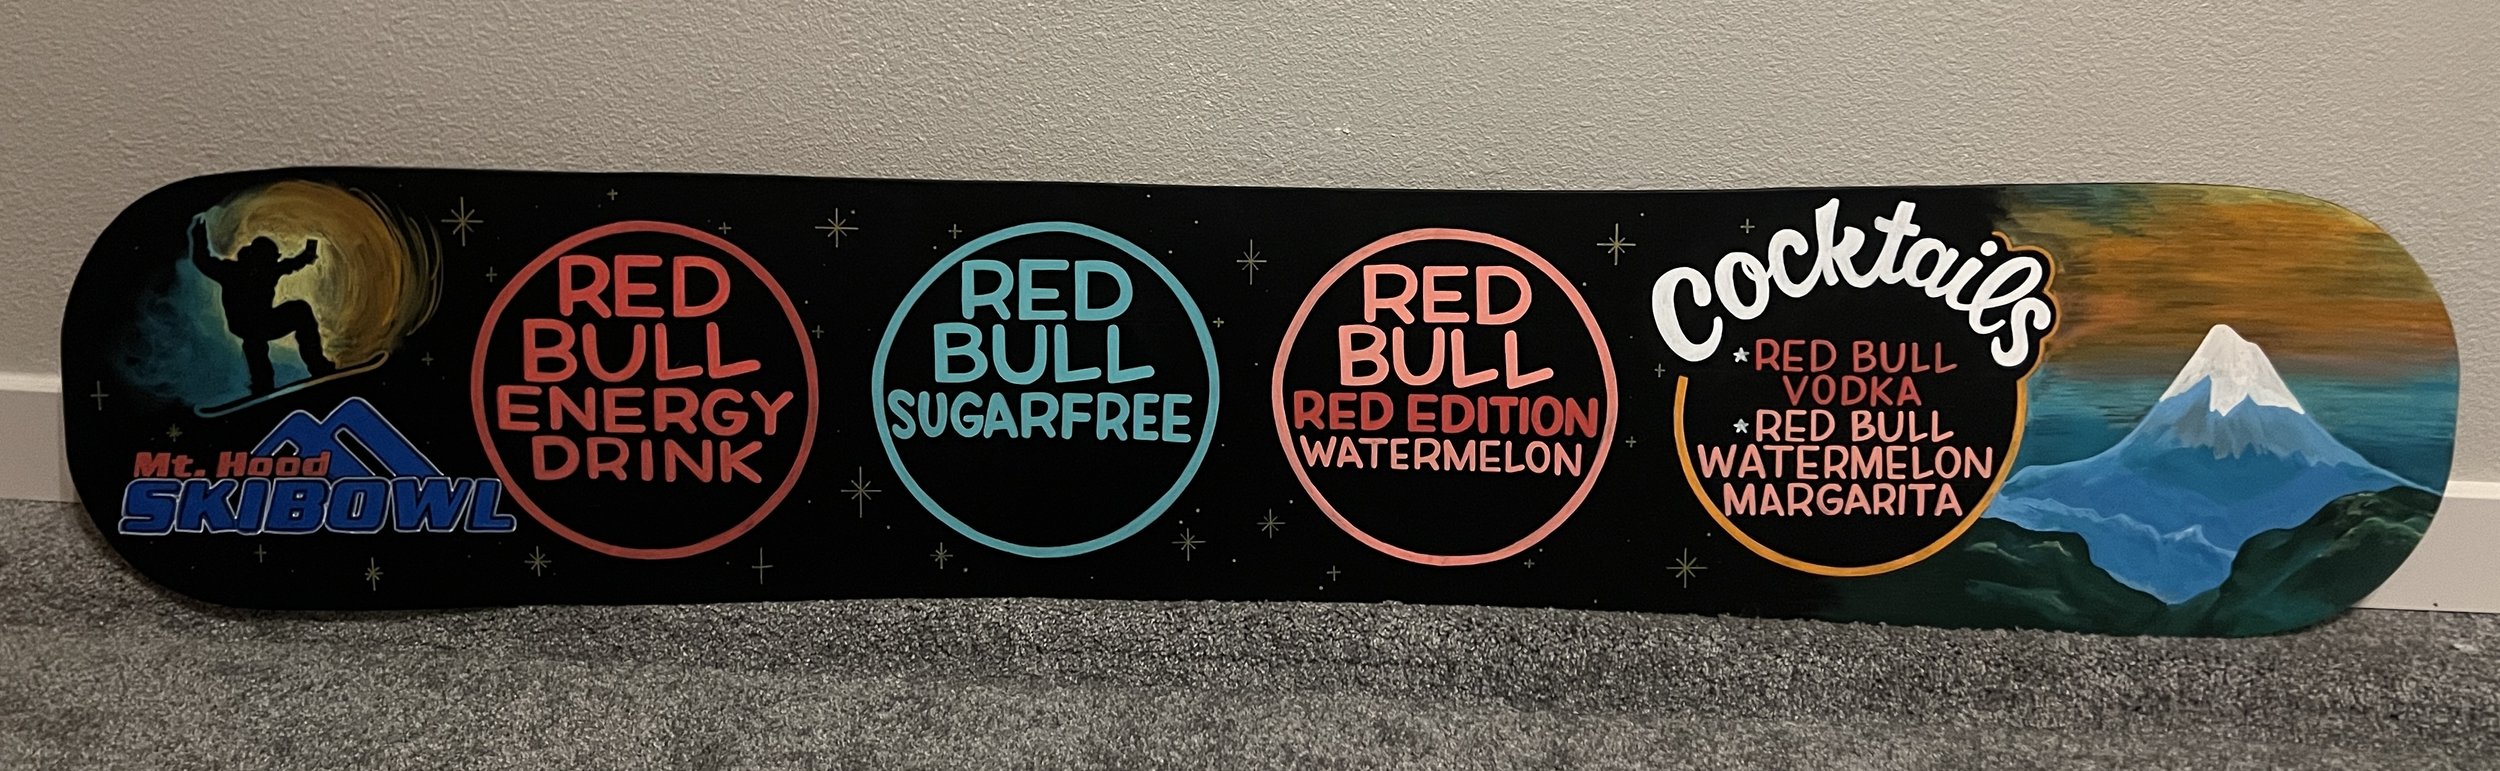 Mt. Hood
SKIBOWL
RED
BULL
ENERGY
DRINK
RED
BULL
SUGARFREE
RED
BULL
RED EDITION
WATERMELON
Cocktails
*RED BULL
VODKA
*RED BULL
WATERMELON
MARGARITA